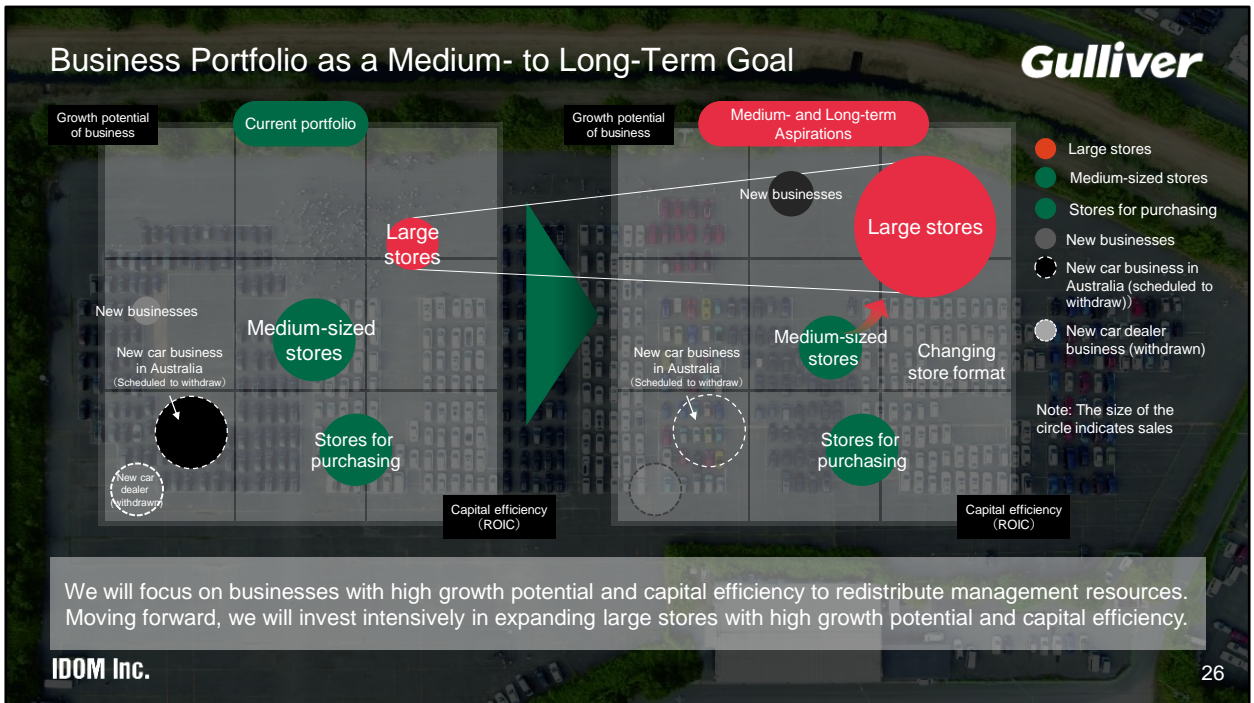 Business Portfolio as a Medium- to Long-Term Goal
Gulliver
Growth potential
of business
Current portfolio
Large
stores
New businesses
Medium-sized
stores
New car business
in Australia
(Scheduled to withdraw)
Stores for
purchasing
New car
dealer
(withdrawn)
Capital efficiency
(ROIC)
Growth potential
of business
Medium- and Long-term
Aspirations
New businesses
Large stores
Medium-sized
stores
Changing
store format
New car business
in Australia
(Scheduled to withdraw)
Stores for
purchasing
Capital efficiency
(ROIC)
Large stores
Medium-sized stores
Stores for purchasing
New businesses
New car business in
Australia (scheduled to
withdraw))
New car dealer
business (withdrawn)
Note: The size of the
circle indicates sales
We will focus on businesses with high growth potential and capital efficiency to redistribute management resources.
Moving forward, we will invest intensively in expanding large stores with high growth potential and capital efficiency.
IDOM Inc.
26